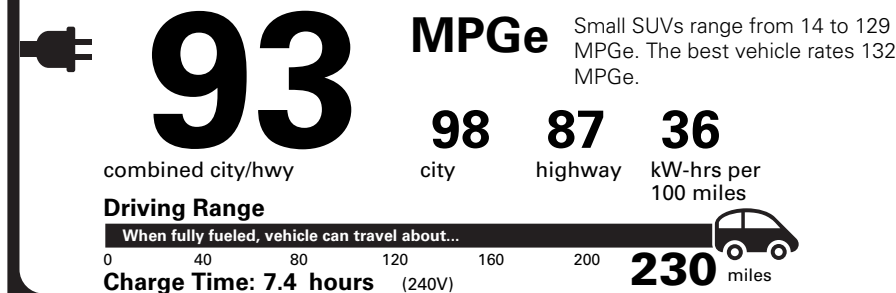 93
MPGe
Small SUVs range from 14 to 129
MPGe. The best vehicle rates 132
MPGe.
combined city/hwy
98
city
87
highway
36
kW-hrs per
100 miles
Driving Range
When fully fueled, vehicle can travel about...
0 40 80 120 160 200 230 miles
Charge Time: 7.4 hours (240V)